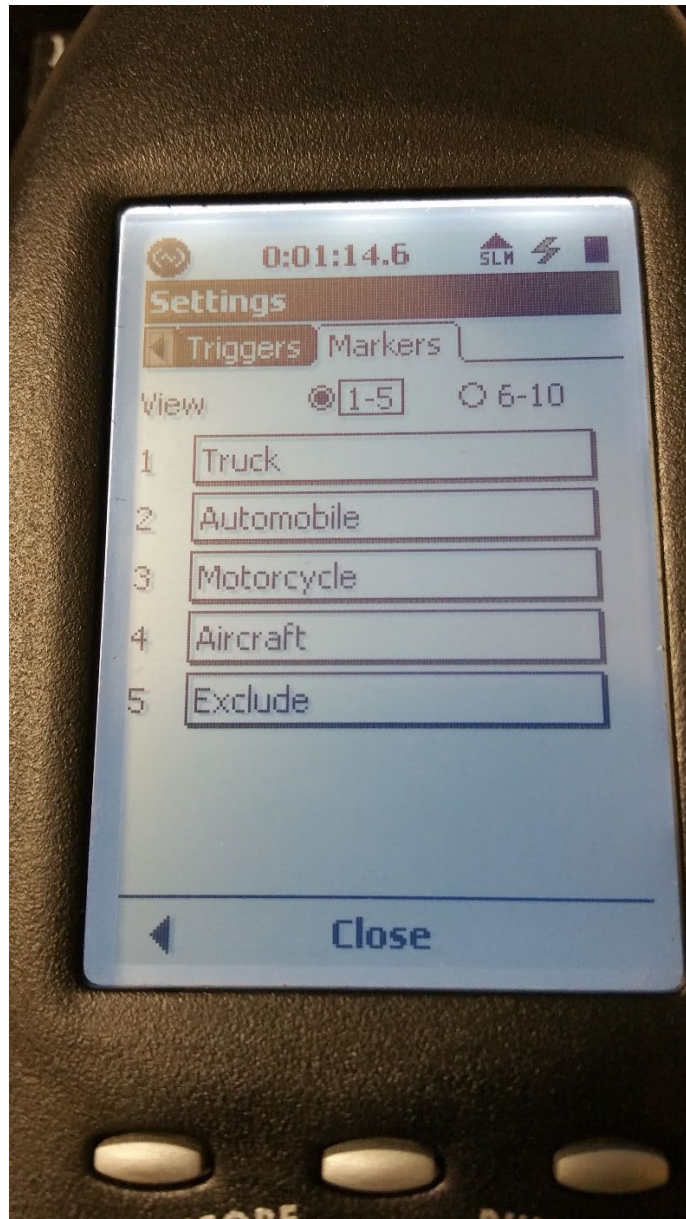 0:01:14.6 SLM
Settings
Triggers Markers
View 1-5 6-10
1 Truck
2 Automobile
3 Motorcycle
4 Aircraft
5 Exclude
Close